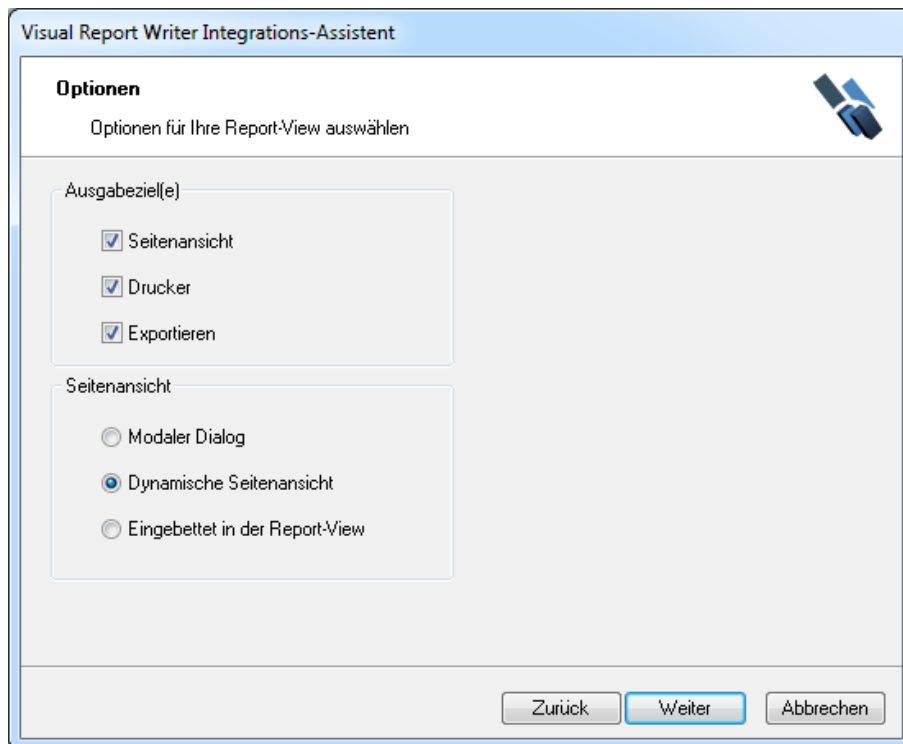 Visual Report Writer Integrations-Assistent
Optionen
Optionen für Ihre Report-View auswählen
Ausgabeziel(e)
Seitenansicht
Drucker
Exportieren
Seitenansicht
Modaler Dialog
Dynamische Seitenansicht
Eingebettet in der Report-View
Zurück Weiter Abbrechen